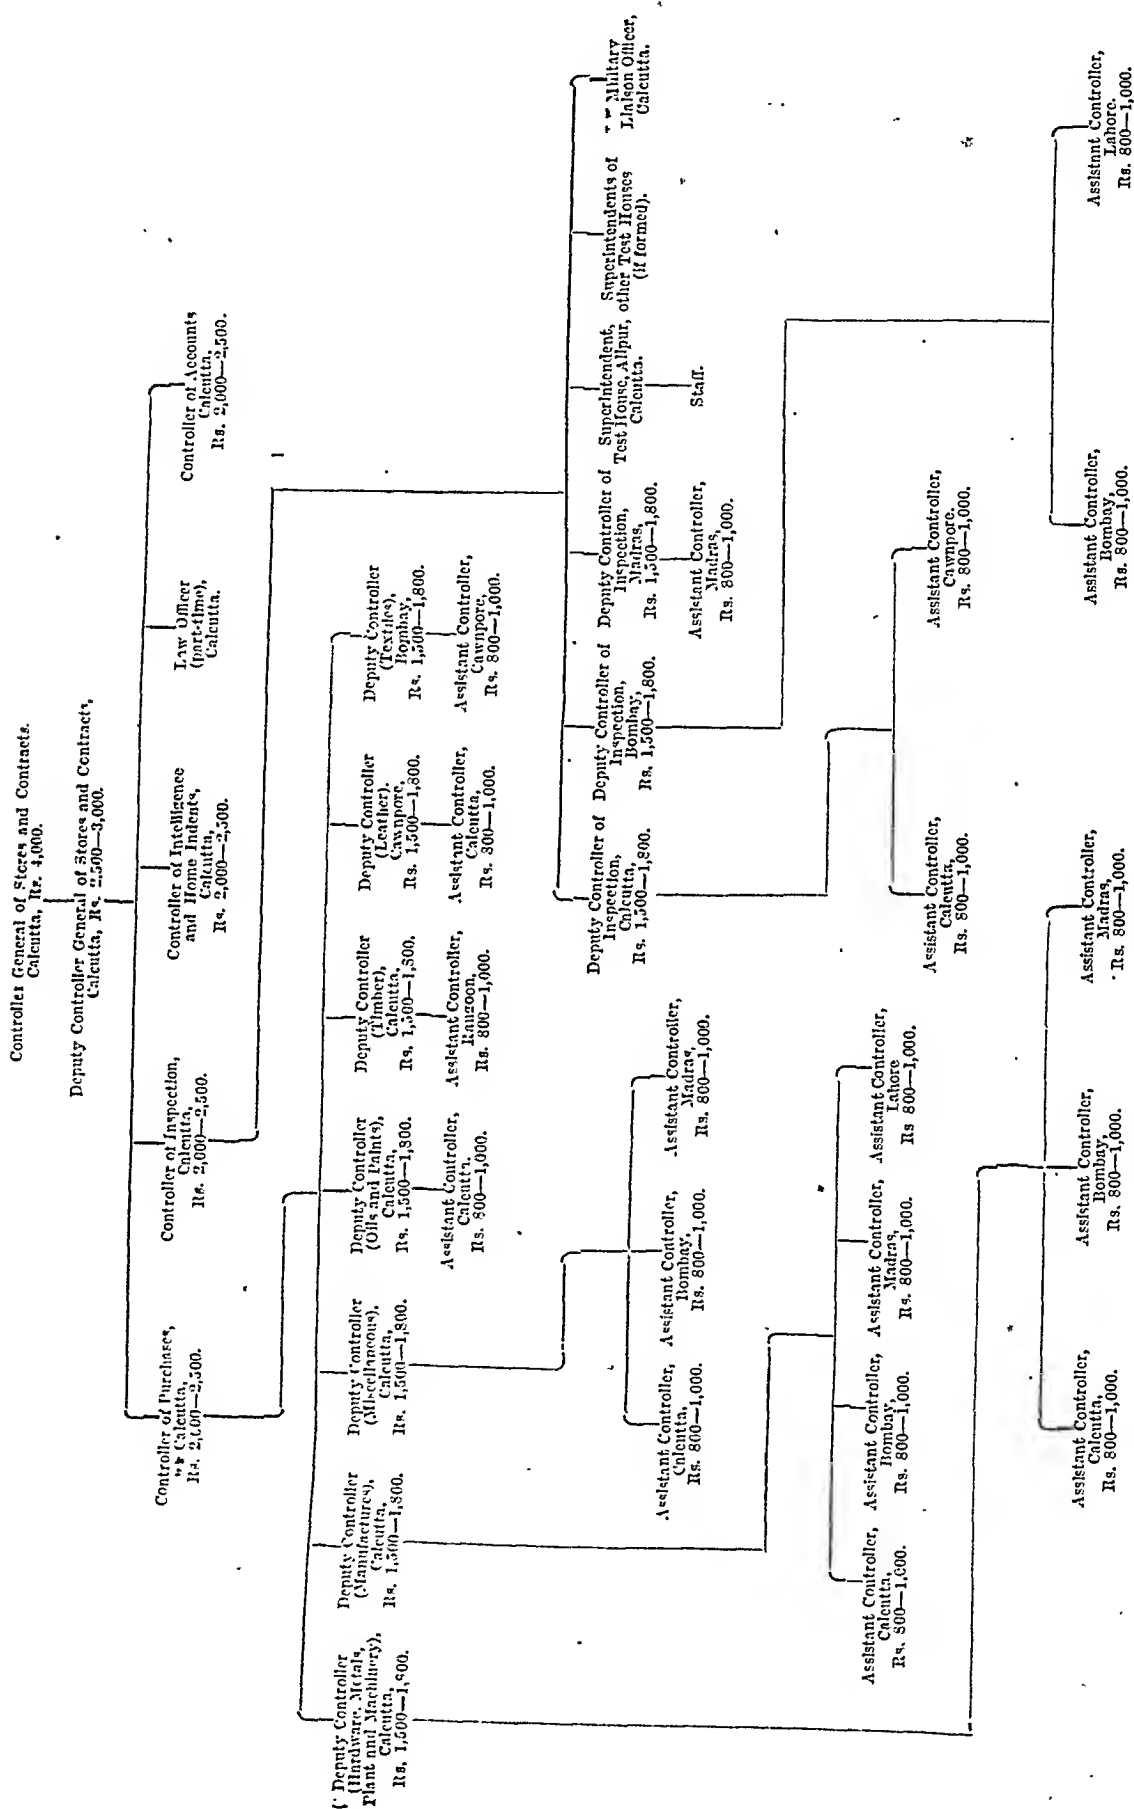 Controller General of Stores and Contracts.
Calcutta, Rs. 4,000.
Deputy Controller General of Stores and Contracts,
Calcutta, Rs. 2,500—3,000.
Controller of Purchases,
Calcutta,
Rs. 2,000—2,500.
Controller of Inspection,
Calcutta,
Rs. 2,000—2,500.
Controller of Intelligence
and Home Indents,
Calcutta,
Rs. 2,000—2,500.
Law Officer
(part-time),
Calcutta.
Controller of Accounts
Calcutta,
Rs. 2,000—2,500.
Deputy Controller
(Hardware, Metals,
Plant and Machinery),
Calcutta,
Rs. 1,500—1,800.
Deputy Controller
(Manufactures),
Calcutta,
Rs. 1,500—1,800.
Deputy Controller
(Miscellaneous),
Calcutta,
Rs. 1,500—1,800.
Deputy Controller
(Oils and Paints),
Calcutta,
Rs. 1,500—1,800.
Deputy Controller
(Timber),
Calcutta,
Rs. 1,500—1,800.
Deputy Controller
(Leather),
Cawnpore,
Rs. 1,500—1,800.
Deputy Controller
(Textiles),
Bombay,
Rs. 1,500—1,800.
Assistant Controller,
Calcutta.
Rs. 800—1,000.
Assistant Controller,
Rangoon,
Rs. 800—1,000.
Assistant Controller,
Calcutta,
Rs. 800—1,000.
Assistant Controller,
Cawnpore,
Rs. 800—1,000.
Deputy Controller of
Inspection,
Calcutta,
Rs. 1,500—1,800.
Deputy Controller of
Inspection,
Bombay,
Rs. 1,500—1,800.
Deputy Controller of
Inspection,
Madras,
Rs. 1,500—1,800.
Superintendent,
Test House, Alipur,
Calcutta.
Superintendents of
other Test Houses
(if formed).
Military
Liaison Officer,
Calcutta.
Assistant Controller,
Madras,
Rs. 800—1,000.
Staff.
Assistant Controller,
Calcutta,
Rs. 800—1,000.
Assistant Controller,
Bombay,
Rs. 800—1,000.
Assistant Controller,
Madras,
Rs. 800—1,000.
Assistant Controller,
Calcutta,
Rs. 800—1,000.
Assistant Controller,
Bombay,
Rs. 800—1,000.
Assistant Controller,
Madras,
Rs. 800—1,000.
Assistant Controller,
Lahore
Rs 800—1,000.
Assistant Controller,
Calcutta,
Rs. 800—1,000.
Assistant Controller,
Cawnpore.
Rs. 800—1,000.
Assistant Controller,
Calcutta,
Rs. 800—1,000.
Assistant Controller,
Bombay,
Rs. 800—1,000.
Assistant Controller,
Madras,
Rs. 800—1,000.
Assistant Controller,
Bombay,
Rs. 800—1,000.
Assistant Controller,
Lahore.
Rs. 800—1,000.